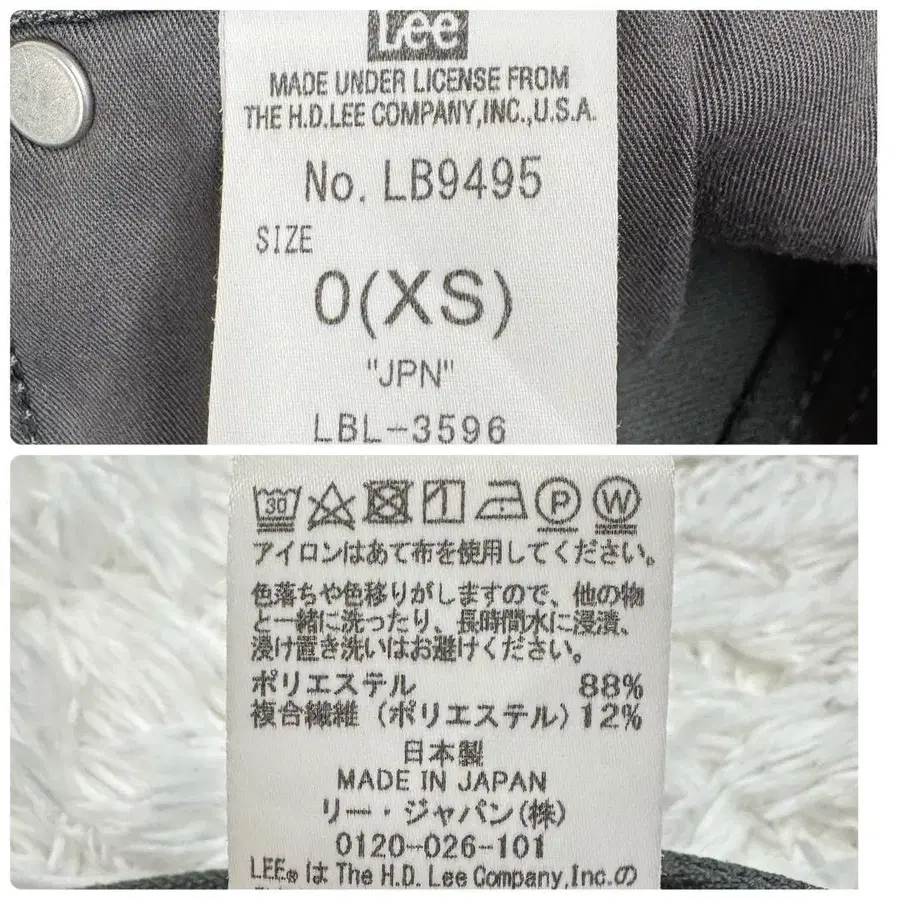 Lee
MADE UNDER LICENSE FROM
THE H.D.LEE COMPANY,INC.,U.S.A.
No. LB9495
SIZE
0(XS)
"JPN"
LBL-3596
30
P
W
アイロンはあて布を使用してください。
色落ちや色移りがしますので、他の物
と一緒に洗ったり、長時間水に浸漬、
浸け置き洗いはお避けください。
ポリエステル 88%
複合繊維（ポリエステル）12%
日本製
MADE IN JAPAN
リー・ジャパン(株)
0120-026-101
LEE®は The H.D. Lee Company,Inc.の